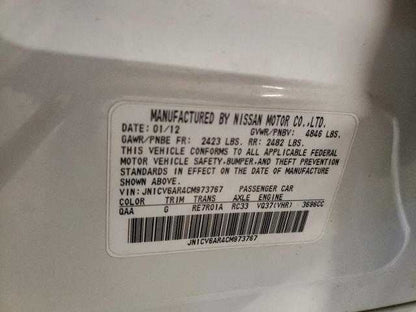 MANUFACTURED BY NISSAN MOTOR CO.,LTD.
DATE: 01/12 GVWR/PNBV: 4846 LBS.
GAWR/PNBE FR: 2423 LBS. RR: 2482 LBS.
THIS VEHICLE CONFORMS TO ALL APPLICABLE FEDERAL
MOTOR VEHICLE SAFETY,BUMPER,AND THEFT PREVENTION
STANDARDS IN EFFECT ON THE DATE OF MANUFACTURE
SHOWN ABOVE.
VIN: JN1CV6AR4CM973767 PASSENGER CAR
COLOR TRIM TRANS AXLE ENGINE
QAA G RE7R01A RC33 VQ37(VHR) 3696CC
JN1CV6AR4CM973767